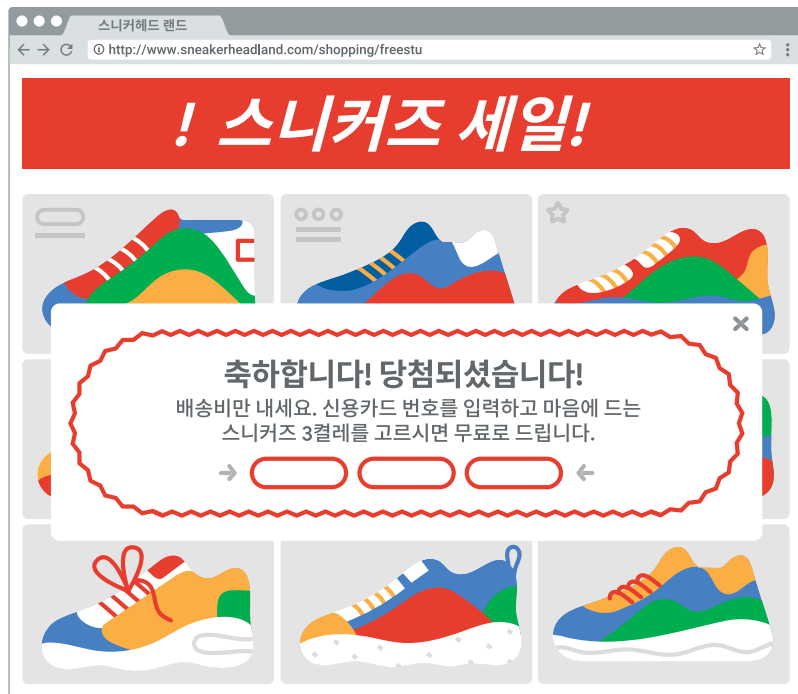 스니커헤드 랜드
http://www.sneakerheadland.com/shopping/freestu
! 스니커즈 세일!
축하합니다! 당첨되셨습니다!
배송비만 내세요. 신용카드 번호를 입력하고 마음에 드는
스니커즈 3켤레를 고르시면 무료로 드립니다.